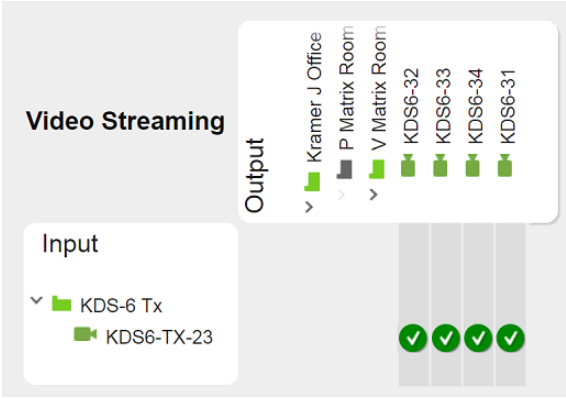 Video Streaming
Output
Kramer J Office
P Matrix Room
V Matrix Room
KDS6-32
KDS6-33
KDS6-34
KDS6-31
Input
KDS-6 Tx
KDS6-TX-23